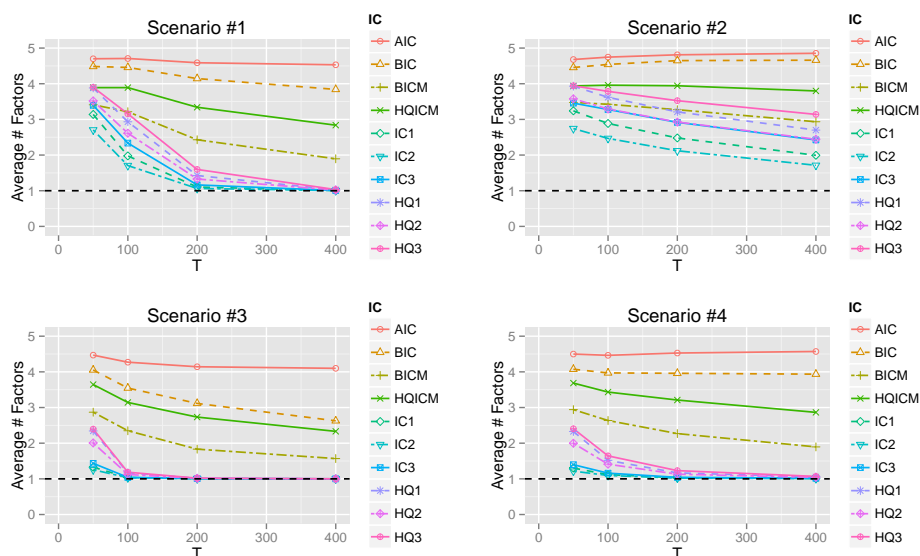 Scenario #1
Average # Factors
5
4
3
2
1
0
0 100 200 300 400
T
IC
AIC
BIC
BICM
HQICM
IC1
IC2
IC3
HQ1
HQ2
HQ3
Scenario #2
Average # Factors
5
4
3
2
1
0
0 100 200 300 400
T
IC
AIC
BIC
BICM
HQICM
IC1
IC2
IC3
HQ1
HQ2
HQ3
Scenario #3
Average # Factors
5
4
3
2
1
0
0 100 200 300 400
T
IC
AIC
BIC
BICM
HQICM
IC1
IC2
IC3
HQ1
HQ2
HQ3
Scenario #4
Average # Factors
5
4
3
2
1
0
0 100 200 300 400
T
IC
AIC
BIC
BICM
HQICM
IC1
IC2
IC3
HQ1
HQ2
HQ3